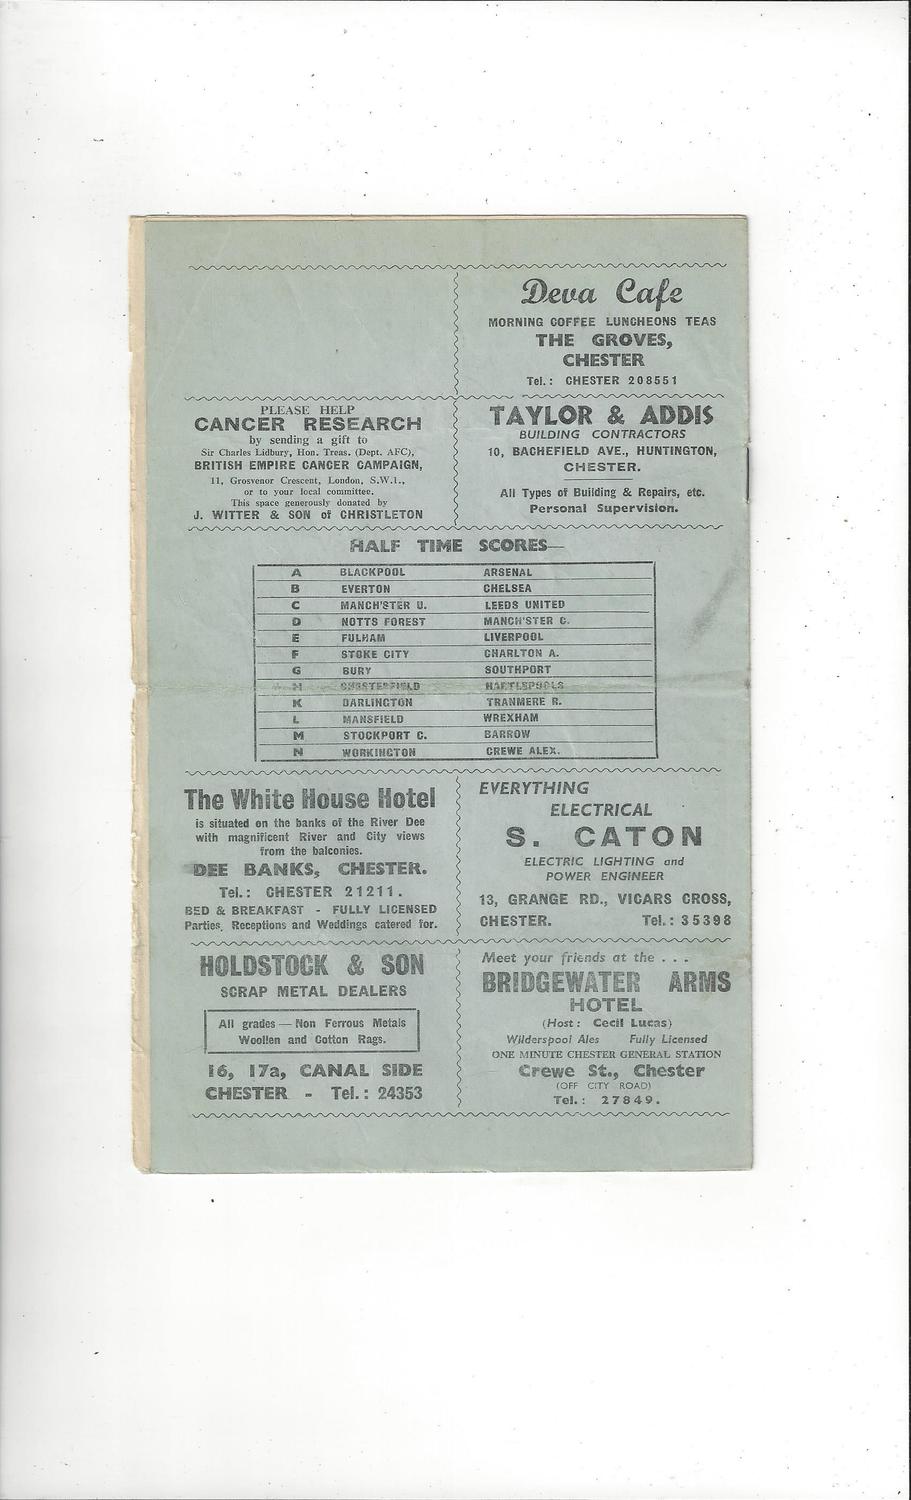 Deva Cafe
MORNING COFFEE LUNCHEONS TEAS
THE GROVES,
CHESTER
Tel.: CHESTER 208551
PLEASE HELP
CANCER RESEARCH
by sending a gift to
Sir Charles Lidbury, Hon. Treas. (Dept. AFC),
BRITISH EMPIRE CANCER CAMPAIGN,
11, Grosvenor Crescent, London, S.W.1.,
or to your local committee.
This space generously donated by
J. WITTER & SON of CHRISTLETON
TAYLOR & ADDIS
BUILDING CONTRACTORS
10, BACHEFIELD AVE., HUNTINGTON,
CHESTER.
All Types of Building & Repairs, etc.
Personal Supervision.
HALF TIME SCORES—
A BLACKPOOL ARSENAL
B EVERTON CHELSEA
C MANCH'STER U. LEEDS UNITED
D NOTTS FOREST MANCH'STER C.
E FULHAM LIVERPOOL
F STOKE CITY CHARLTON A.
G BURY SOUTHPORT
H CHESTERFIELD HARTLEPOOLS
K DARLINGTON TRANMERE R.
L MANSFIELD WREXHAM
M STOCKPORT C. BARROW
N WORKINGTON CREWE ALEX.
The White House Hotel
is situated on the banks of the River Dee
with magnificent River and City views
from the balconies.
DEE BANKS, CHESTER.
Tel.: CHESTER 21211.
BED & BREAKFAST - FULLY LICENSED
Parties, Receptions and Weddings catered for.
EVERYTHING
ELECTRICAL
S. CATON
ELECTRIC LIGHTING and
POWER ENGINEER
13, GRANGE RD., VICARS CROSS,
CHESTER. Tel.: 35398
HOLDSTOCK & SON
SCRAP METAL DEALERS
All grades — Non Ferrous Metals
Woollen and Cotton Rags.
16, 17a, CANAL SIDE
CHESTER - Tel.: 24353
Meet your friends at the . . .
BRIDGEWATER ARMS
HOTEL
(Host: Cecil Lucas)
Wilderspool Ales Fully Licensed
ONE MINUTE CHESTER GENERAL STATION
Crewe St., Chester
(OFF CITY ROAD)
Tel.: 27849.